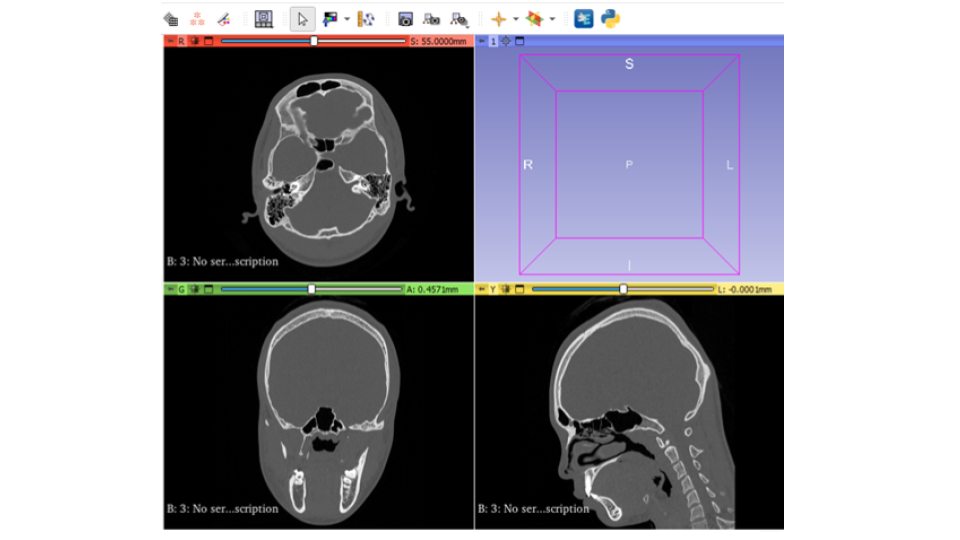 R S: 55.0000mm
1
S
R P L
I
B: 3: No ser...scription
G A: 0.4571mm
Y L: -0.0001mm
B: 3: No ser...scription
B: 3: No ser...scription